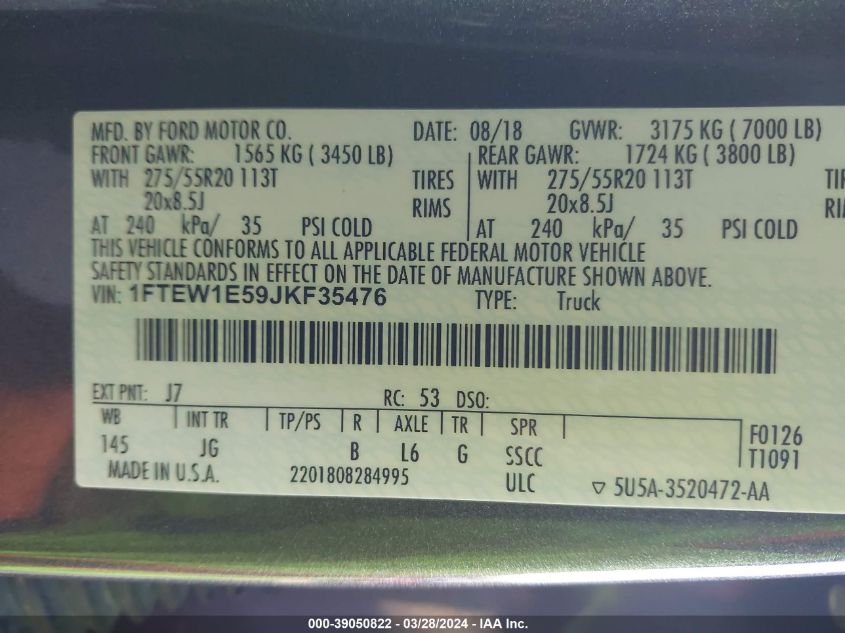 MFD. BY FORD MOTOR CO. DATE: 08/18 GVWR: 3175 KG ( 7000 LB)
FRONT GAWR: 1565 KG ( 3450 LB) REAR GAWR: 1724 KG ( 3800 LB)
WITH 275/55R20 113T TIRES WITH 275/55R20 113T
20x8.5J RIMS 20x8.5J
AT 240 kPa/ 35 PSI COLD AT 240 kPa/ 35 PSI COLD
THIS VEHICLE CONFORMS TO ALL APPLICABLE FEDERAL MOTOR VEHICLE
SAFETY STANDARDS IN EFFECT ON THE DATE OF MANUFACTURE SHOWN ABOVE.
VIN: 1FTEW1E59JKF35476 TYPE: Truck
EXT PNT: J7 RC: 53 DSO:
WB INT TR TP/PS R AXLE TR SPR F0126
145 JG B L6 G SSCC T1091
MADE IN U.S.A. 2201808284995 ULC 5U5A-3520472-AA
000-39050822 - 03/28/2024 - IAA Inc.